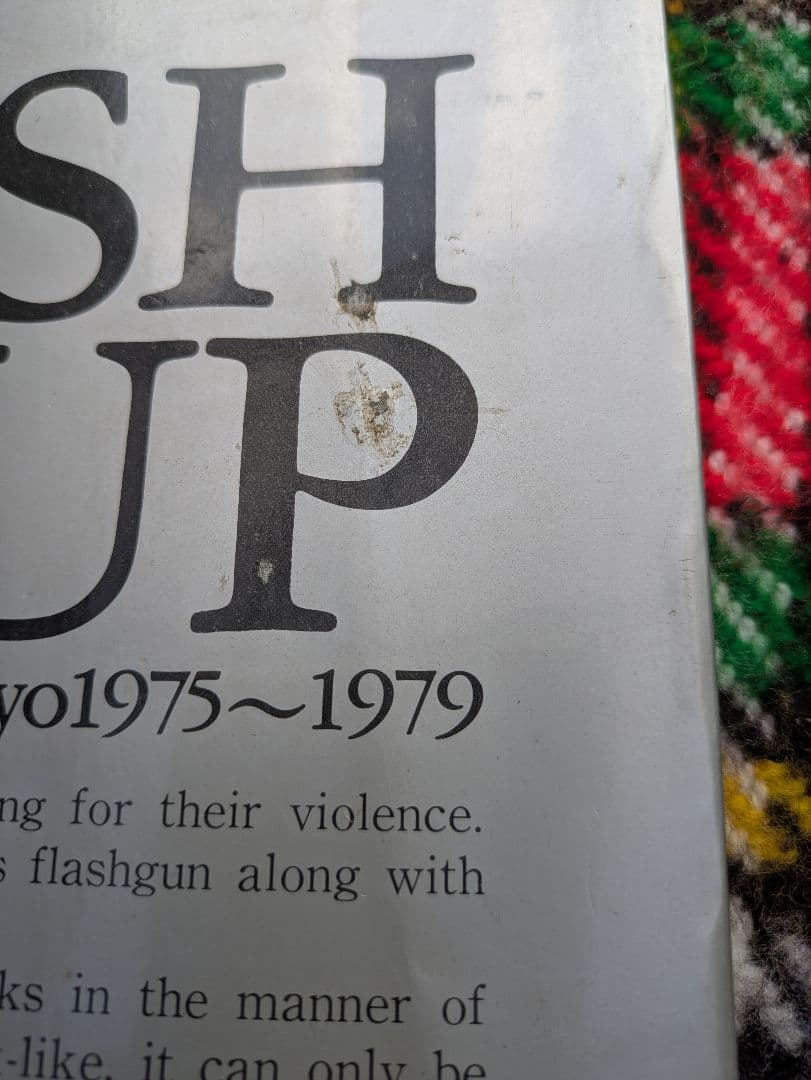 SH
UP
yo1975～1979
ng for their violence.
s flashgun along with
ks in the manner of
-like, it can only be